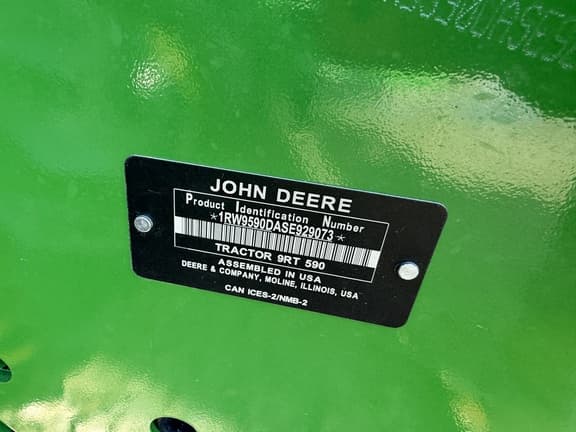 JOHN DEERE
Product Identification Number
*1RW9590DASE929073*
TRACTOR 9RT 590
ASSEMBLED IN USA
DEERE & COMPANY, MOLINE, ILLINOIS, USA
CAN ICES-2/NMB-2